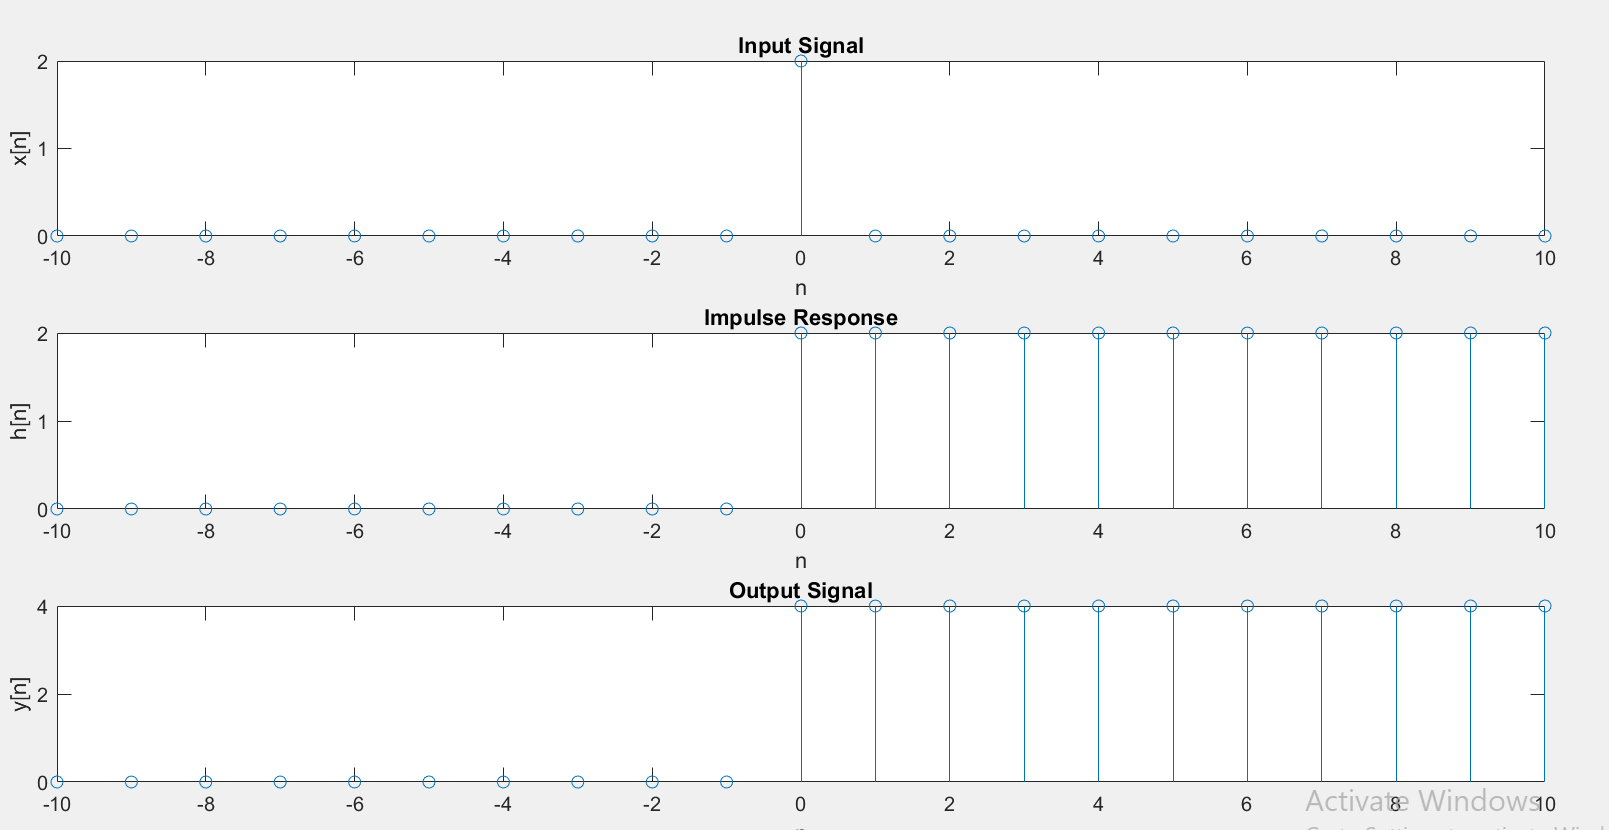 Input Signal
2
1
0
x[n]
-10 -8 -6 -4 -2 0 2 4 6 8 10
n
Impulse Response
2
1
0
h[n]
-10 -8 -6 -4 -2 0 2 4 6 8 10
n
Output Signal
4
2
0
y[n]
-10 -8 -6 -4 -2 0 2 4 6 8 10
Activate Windows